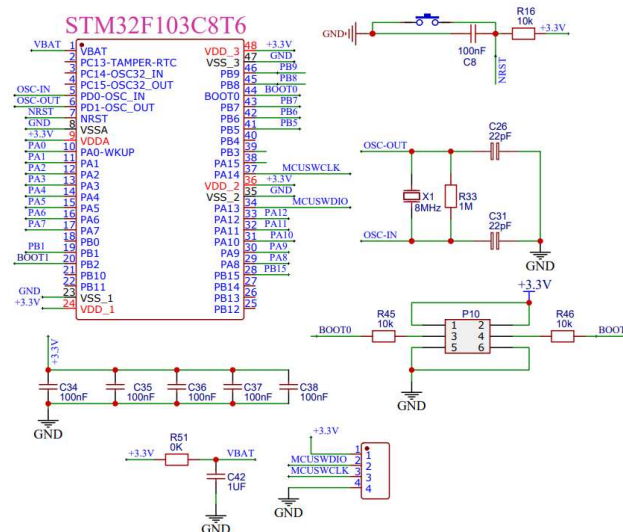 STM32F103C8T6
VBAT 1 VBAT VDD_3 48 +3.3V
2 PC13-TAMPER-RTC VSS_3 47 GND
3 PC14-OSC32_IN PB9 46 PB9
4 PC15-OSC32_OUT PB8 45 PB8
OSC-IN 5 PD0-OSC_IN BOOT0 44 BOOT0
OSC-OUT 6 PD1-OSC_OUT PB7 43 PB7
NRST 7 NRST PB6 42 PB6
GND 8 VSSA PB5 41 PB5
+3.3V 9 VDDA PB4 40
PA0 10 PA0-WKUP PB3 39
PA1 11 PA1 PA15 38
PA2 12 PA2 PA14 37 MCUSWCLK
PA3 13 PA3 VDD_2 36 +3.3V
PA4 14 PA4 VSS_2 35 GND
PA5 15 PA5 PA13 34 MCUSWDIO
PA6 16 PA6 PA12 33 PA12
PA7 17 PA7 PA11 32 PA11
18 PB0 PA10 31 PA10
PB1 19 PB1 PA9 30 PA9
BOOT1 20 PB2 PA8 29 PA8
21 PB10 PB15 28 PB15
22 PB11 PB14 27
GND 23 VSS_1 PB13 26
+3.3V 24 VDD_1 PB12 25
R16
10k
GND
+3.3V
100nF
C8
NRST
C26
22pF
OSC-OUT
X1
8MHz
R33
1M
C31
22pF
OSC-IN
GND
+3.3V
R45
10k
P10
R46
10k
BOOT0
1 2
3 4
5 6
BOOT
GND
+3.3V
C34
100nF
C35
100nF
C36
100nF
C37
100nF
C38
100nF
GND
R51
0K
+3.3V
VBAT
C42
1UF
GND
+3.3V
1 1
MCUSWDIO 2 2
MCUSWCLK 3 3
4 4
GND